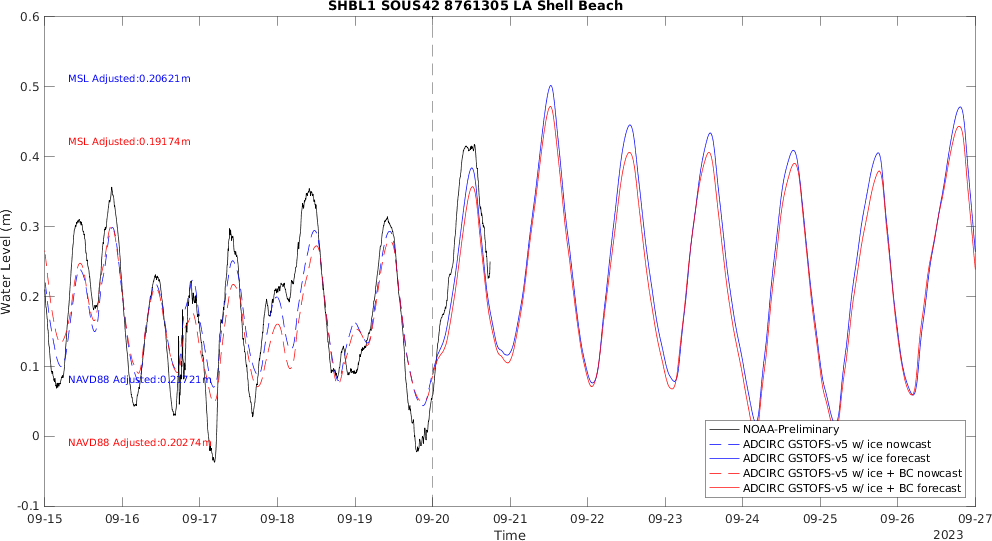 SHBL1 SOUS42 8761305 LA Shell Beach
0.6
0.5
0.4
0.3
0.2
0.1
0
-0.1
Water Level (m)
MSL Adjusted:0.20621m
MSL Adjusted:0.19174m
NAVD88 Adjusted:0.21721m
NAVD88 Adjusted:0.20274m
NOAA-Preliminary
ADCIRC GSTOFS-v5 w/ ice nowcast
ADCIRC GSTOFS-v5 w/ ice forecast
ADCIRC GSTOFS-v5 w/ ice + BC nowcast
ADCIRC GSTOFS-v5 w/ ice + BC forecast
09-15 09-16 09-17 09-18 09-19 09-20 09-21 09-22 09-23 09-24 09-25 09-26 09-27
Time
2023